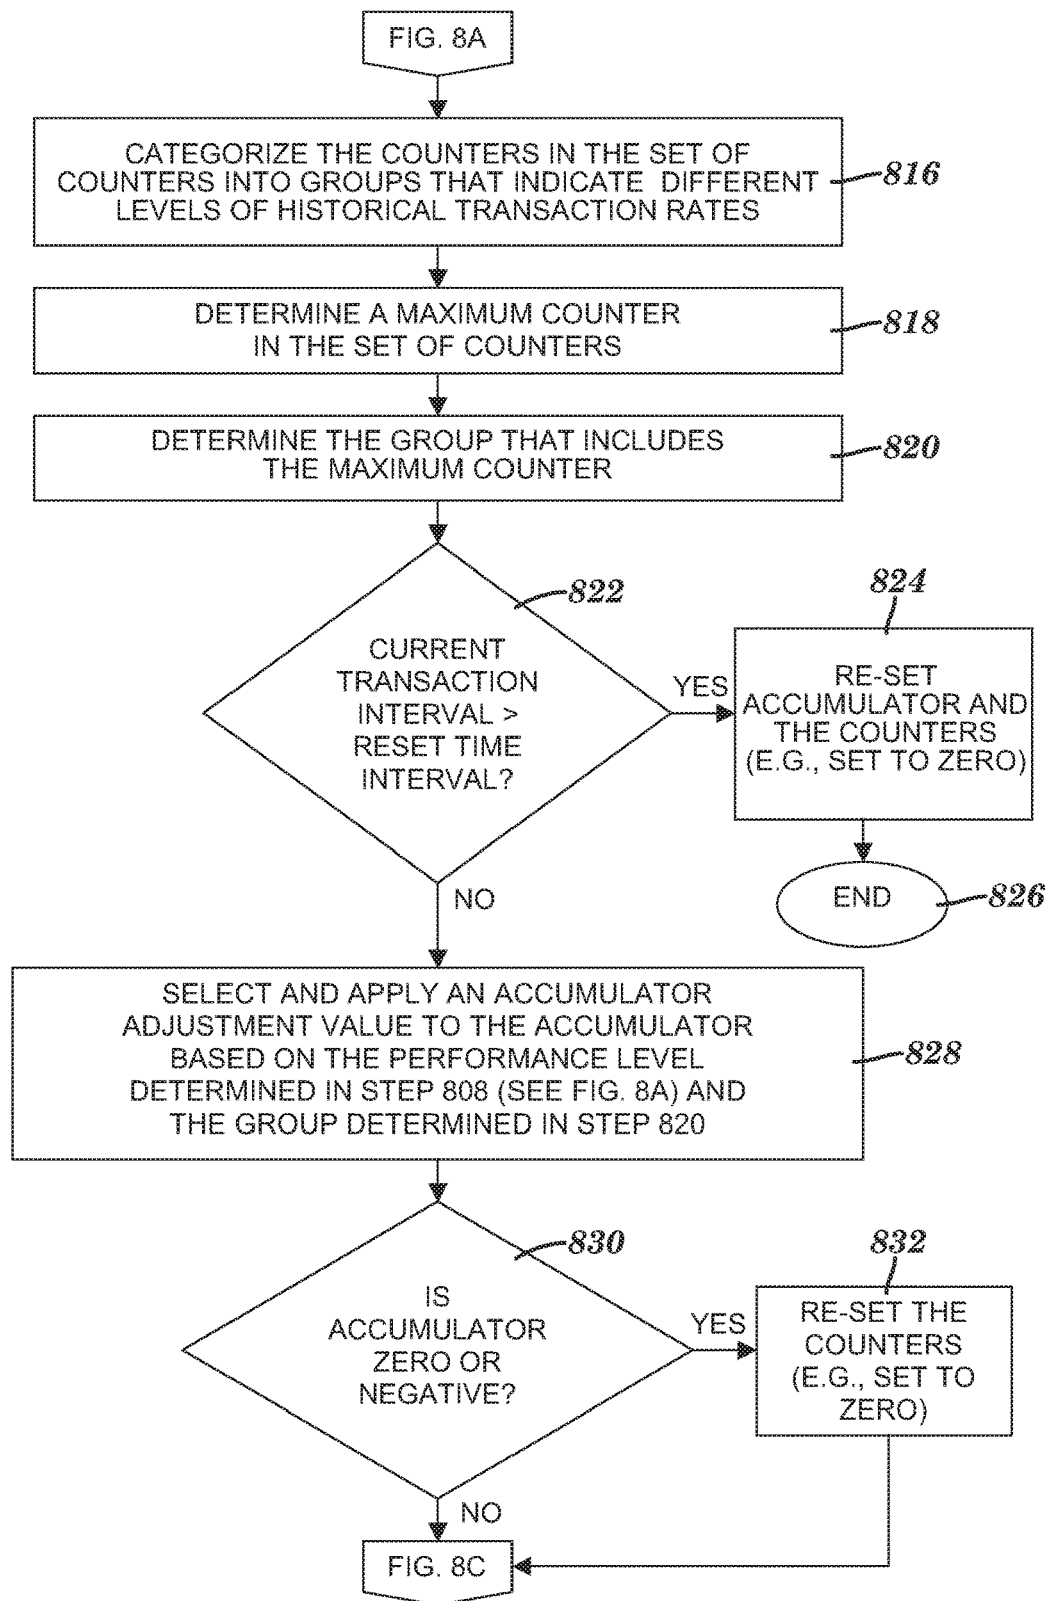 FIG. 8A
CATEGORIZE THE COUNTERS IN THE SET OF
COUNTERS INTO GROUPS THAT INDICATE DIFFERENT
LEVELS OF HISTORICAL TRANSACTION RATES
816
DETERMINE A MAXIMUM COUNTER
IN THE SET OF COUNTERS
818
DETERMINE THE GROUP THAT INCLUDES
THE MAXIMUM COUNTER
820
822
CURRENT
TRANSACTION
INTERVAL >
RESET TIME
INTERVAL?
YES
824
RE-SET
ACCUMULATOR AND
THE COUNTERS
(E.G., SET TO ZERO)
END
826
NO
SELECT AND APPLY AN ACCUMULATOR
ADJUSTMENT VALUE TO THE ACCUMULATOR
BASED ON THE PERFORMANCE LEVEL
DETERMINED IN STEP 808 (SEE FIG. 8A) AND
THE GROUP DETERMINED IN STEP 820
828
830
IS
ACCUMULATOR
ZERO OR
NEGATIVE?
YES
832
RE-SET THE
COUNTERS
(E.G., SET TO
ZERO)
NO
FIG. 8C